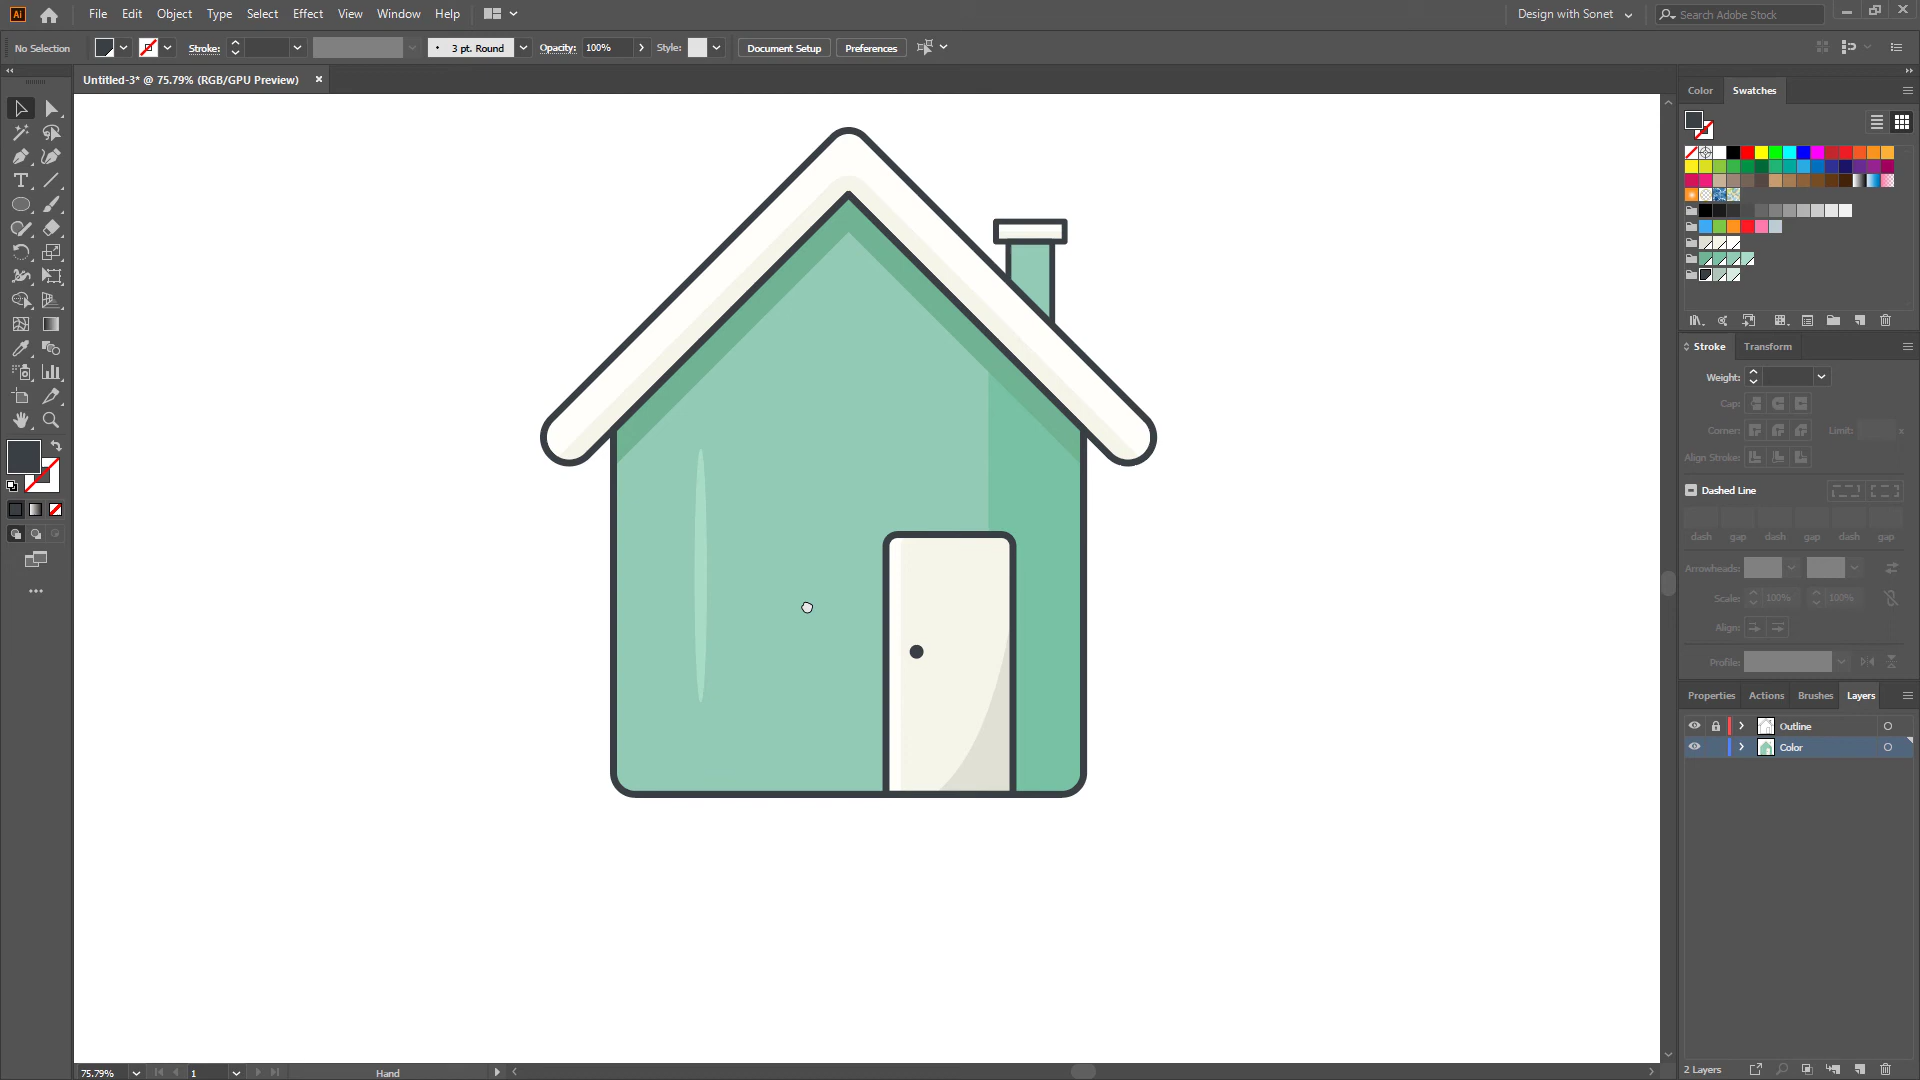 Ai File Edit Object Type Select Effect View Window Help Design with Sonet Search Adobe Stock
No Selection Stroke: 3 pt. Round Opacity: 100% Style: Document Setup Preferences
Untitled-3* @ 75.79% (RGB/GPU Preview)
Color Swatches
Stroke Transform
Weight:
Cap:
Corner: Limit: x
Align Stroke:
Dashed Line
dash gap dash gap dash gap
Arrowheads:
Scale: 100% 100%
Align:
Profile:
Properties Actions Brushes Layers
Outline
Color
75.79% 1 Hand 2 Layers